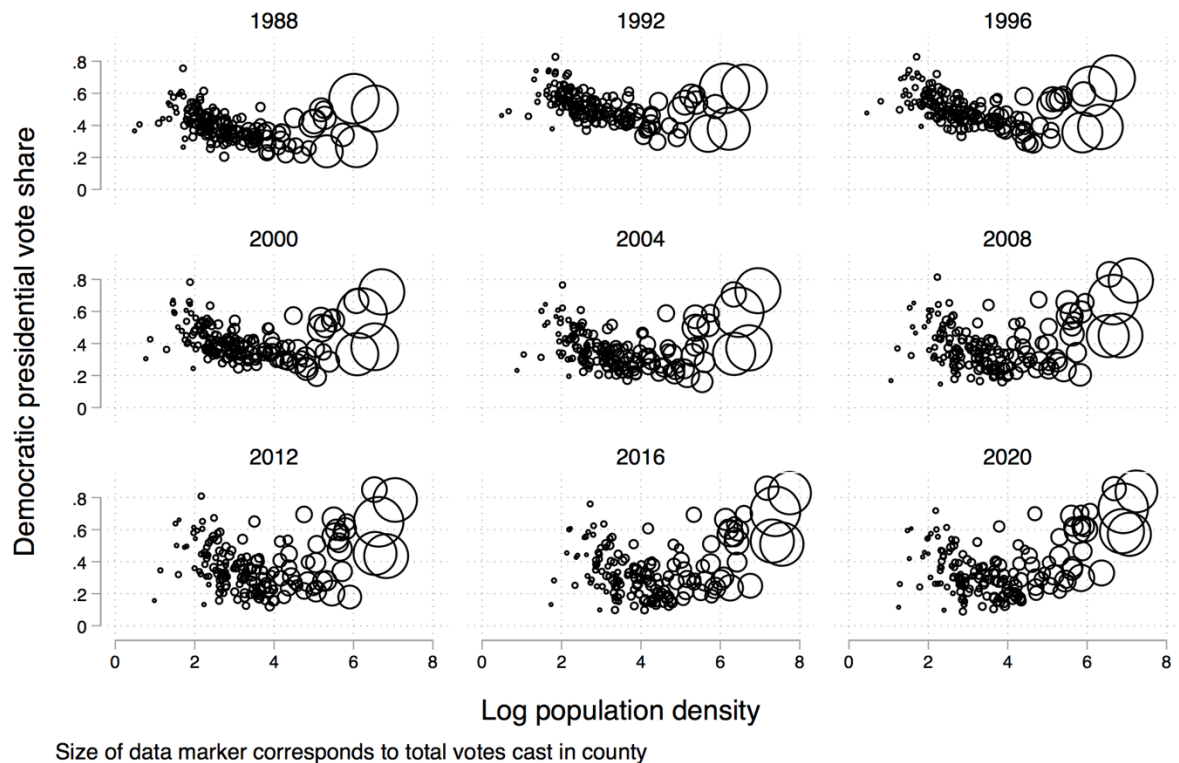 1988 1992 1996
.8
.6
.4
.2
0
2000 2004 2008
.8
.6
.4
.2
0
2012 2016 2020
.8
.6
.4
.2
0
0 2 4 6 8 0 2 4 6 8 0 2 4 6 8
Democratic presidential vote share
Log population density
Size of data marker corresponds to total votes cast in county